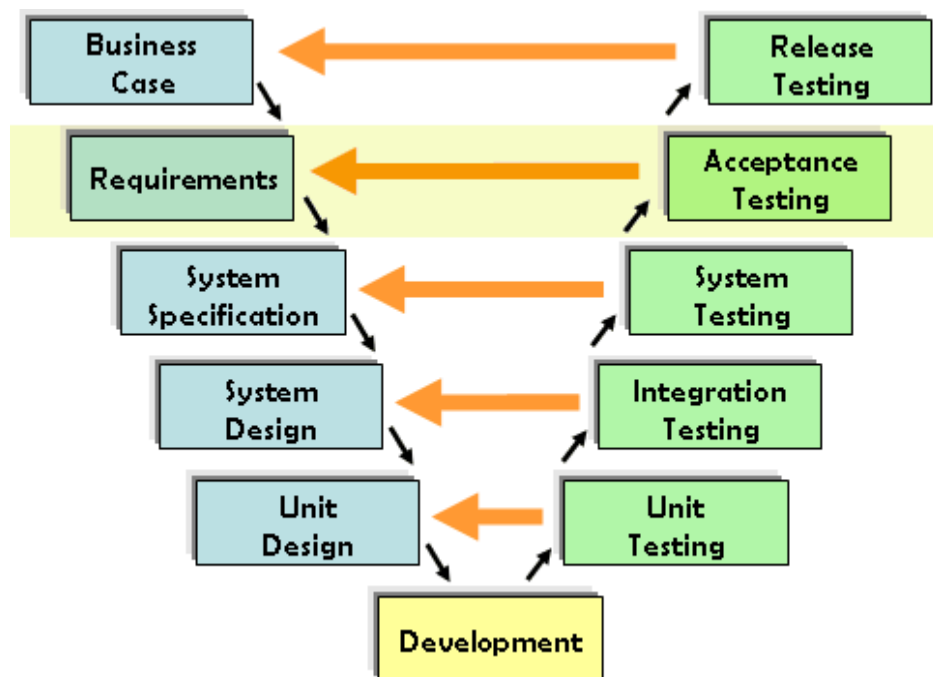 Business
Case
Release
Testing
Requirements
Acceptance
Testing
System
Specification
System
Testing
System
Design
Integration
Testing
Unit
Design
Unit
Testing
Development